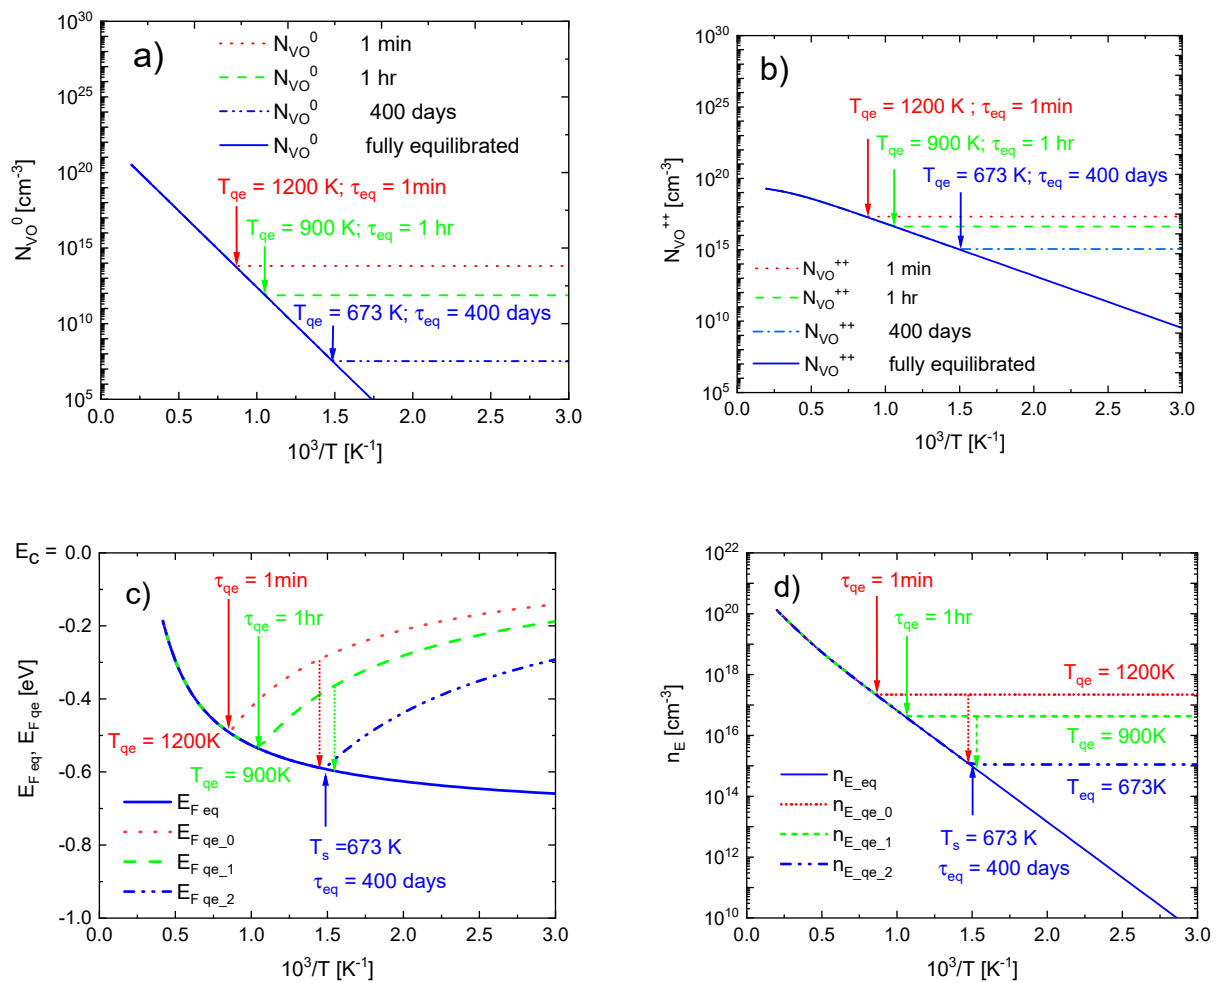 a)
N_VO^0 1 min
N_VO^0 1 hr
N_VO^0 400 days
N_VO^0 fully equilibrated
T_qe = 1200 K; τ_eq = 1min
T_qe = 900 K; τ_eq = 1 hr
T_qe = 673 K; τ_eq = 400 days
10^30
10^25
10^20
10^15
10^10
10^5
N_VO^0 [cm^-3]
0.0 0.5 1.0 1.5 2.0 2.5 3.0
10^3/T [K^-1]
b)
T_qe = 1200 K ; τ_eq = 1min
T_qe = 900 K; τ_eq = 1 hr
T_qe = 673 K; τ_eq = 400 days
N_VO^++ 1 min
N_VO^++ 1 hr
N_VO^++ 400 days
N_VO^++ fully equilibrated
10^30
10^25
10^20
10^15
10^10
10^5
N_VO^++ [cm^-3]
0.0 0.5 1.0 1.5 2.0 2.5 3.0
10^3/T [K^-1]
E_C = 0.0
-0.2
-0.4
-0.6
-0.8
-1.0
E_F eq, E_F qe [eV]
c)
τ_qe = 1min
τ_qe = 1hr
T_qe = 1200K
T_qe = 900K
E_F eq
E_F qe_0
E_F qe_1
E_F qe_2
T_s =673 K
τ_eq = 400 days
0.0 0.5 1.0 1.5 2.0 2.5 3.0
10^3/T [K^-1]
10^22
10^20
10^18
10^16
10^14
10^12
10^10
n_E [cm^-3]
d)
τ_qe = 1min
τ_qe = 1hr
T_qe = 1200K
T_qe = 900K
T_eq = 673K
n_E_eq
n_E_qe_0
n_E_qe_1
n_E_qe_2
T_s = 673 K
τ_eq = 400 days
0.0 0.5 1.0 1.5 2.0 2.5 3.0
10^3/T [K^-1]